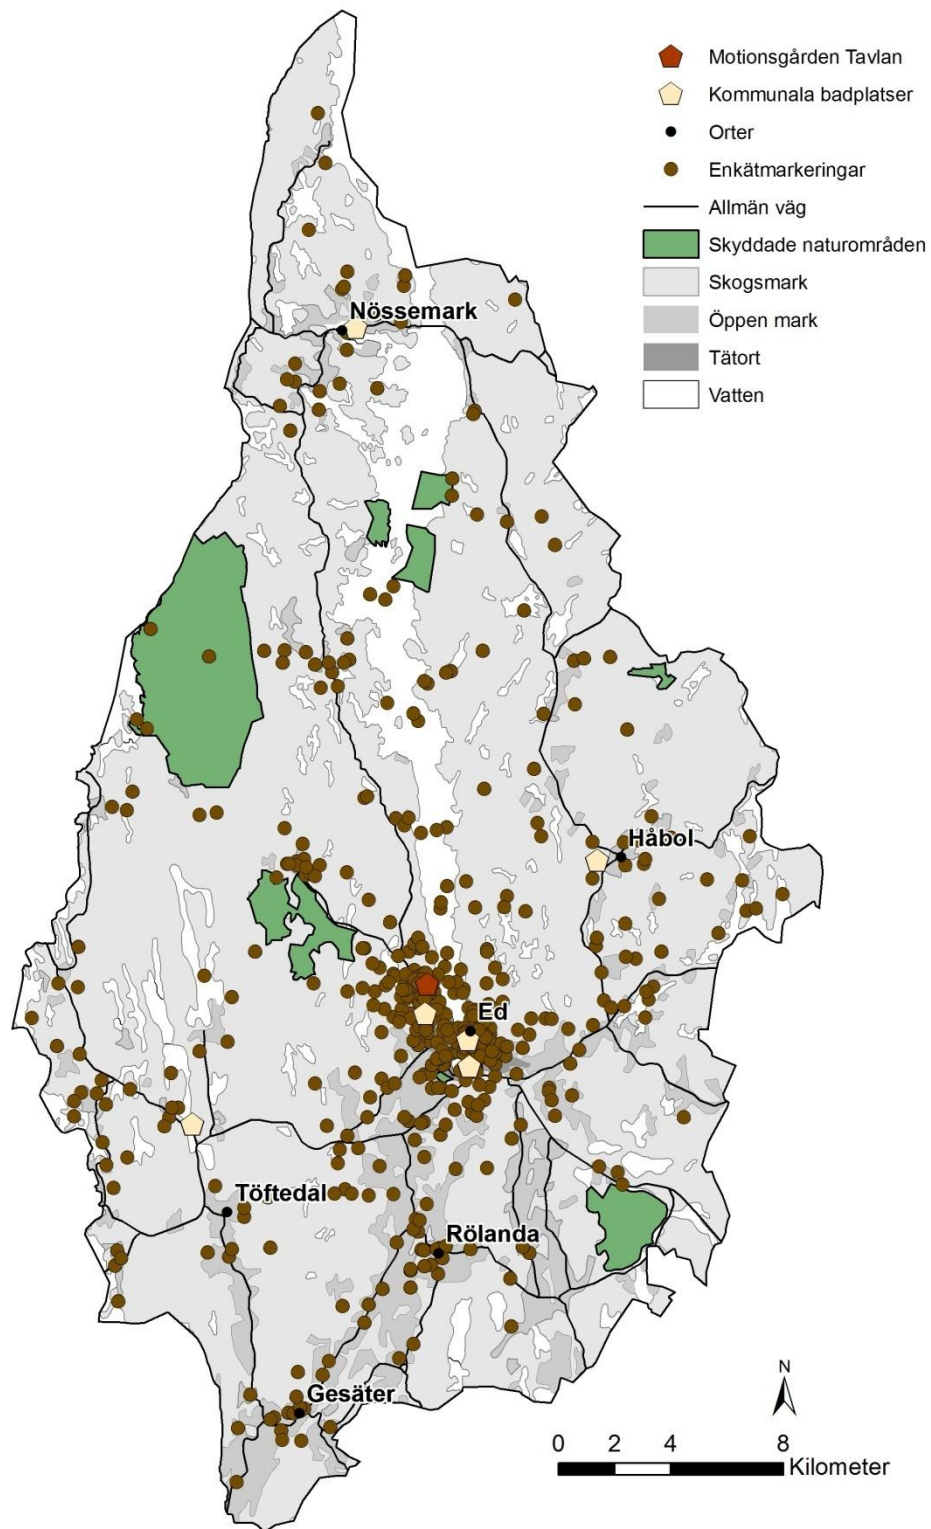 Motionsgården Tavlan
Kommunala badplatser
Orter
Enkätmarkeringar
Allmän väg
Skyddade naturområden
Skogsmark
Öppen mark
Tätort
Vatten
Nössemark
Håbol
Ed
Töftedal
Rölanda
Gesäter
N
0 2 4 8
Kilometer